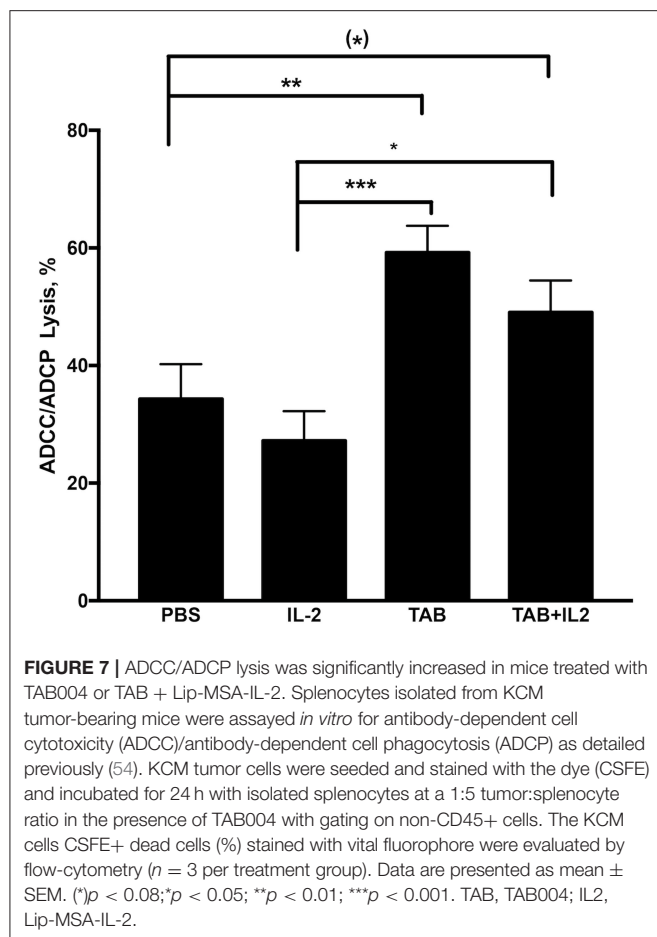 (*)
**
*
***
80
60
40
20
0
ADCC/ADCP Lysis, %
PBS IL-2 TAB TAB+IL2
FIGURE 7 | ADCC/ADCP lysis was significantly increased in mice treated with
TAB004 or TAB + Lip-MSA-IL-2. Splenocytes isolated from KCM
tumor-bearing mice were assayed in vitro for antibody-dependent cell
cytotoxicity (ADCC)/antibody-dependent cell phagocytosis (ADCP) as detailed
previously (54). KCM tumor cells were seeded and stained with the dye (CSFE)
and incubated for 24 h with isolated splenocytes at a 1:5 tumor:splenocyte
ratio in the presence of TAB004 with gating on non-CD45+ cells. The KCM
cells CSFE+ dead cells (%) stained with vital fluorophore were evaluated by
flow-cytometry (n = 3 per treatment group). Data are presented as mean ±
SEM. (*)p < 0.08;*p < 0.05; **p < 0.01; ***p < 0.001. TAB, TAB004; IL2,
Lip-MSA-IL-2.